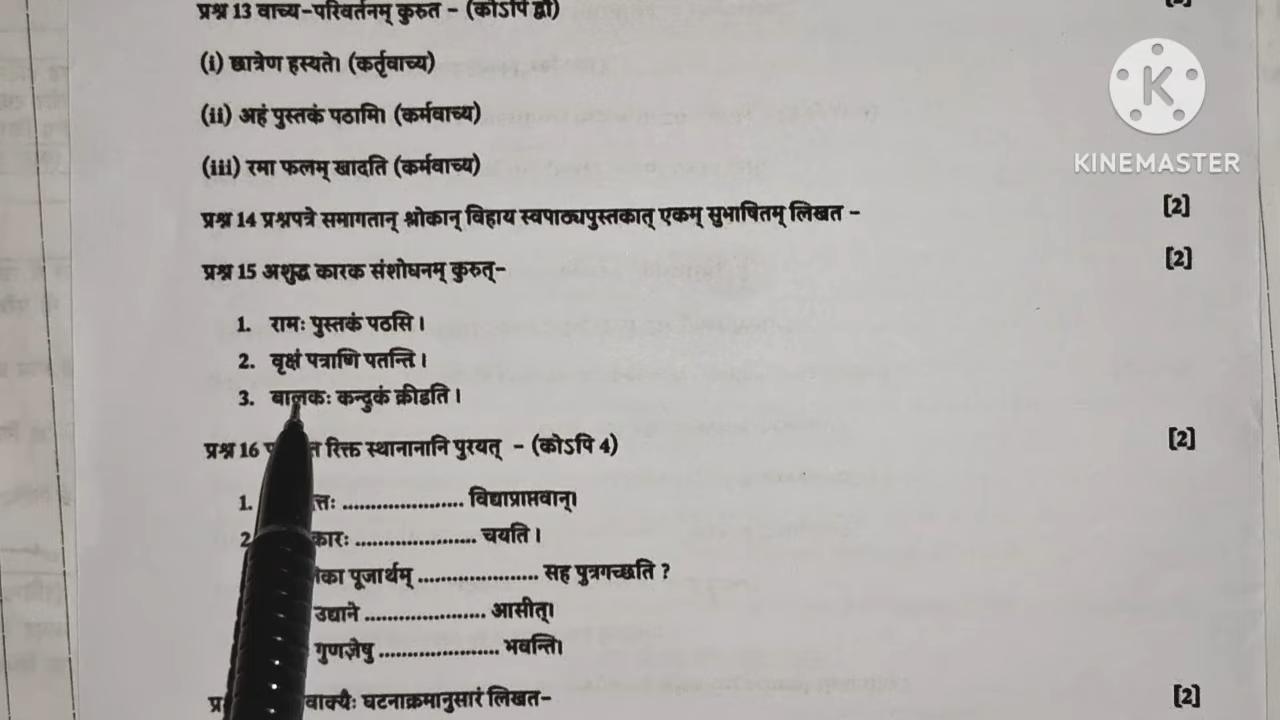 प्रश्न 13 वाच्य-परिवर्तनम् कुरुत - (कोऽपि द्वौ)
(i) छात्रेण हस्यते। (कर्तृवाच्य)
(ii) अहं पुस्तकं पठामि। (कर्मवाच्य)
(iii) रमा फलम् खादति (कर्मवाच्य)
KINEMASTER
प्रश्न 14 प्रश्नपत्रे समागतान् श्लोकान् विहाय स्वपाठ्यपुस्तकात् एकम् सुभाषितम् लिखत - [2]
प्रश्न 15 अशुद्ध कारक संशोधनम् कुरुत्- [2]
1. रामः पुस्तकं पठसि।
2. वृक्षं पत्राणि पतन्ति।
3. बालकः कन्दुकं क्रीडति।
प्रश्न 16 रिक्त स्थानानानि पुरयत् - (कोऽपि 4) [2]
1. ...................... विद्याप्राप्तवान्।
2 ...................... चयति।
पूजार्थम् ...................... सह पुत्रगच्छति ?
उद्याने ...................... आसीत्।
गुणज्ञेषु ...................... भवन्ति।
वाक्यैः घटनाक्रमानुसारं लिखत- [2]